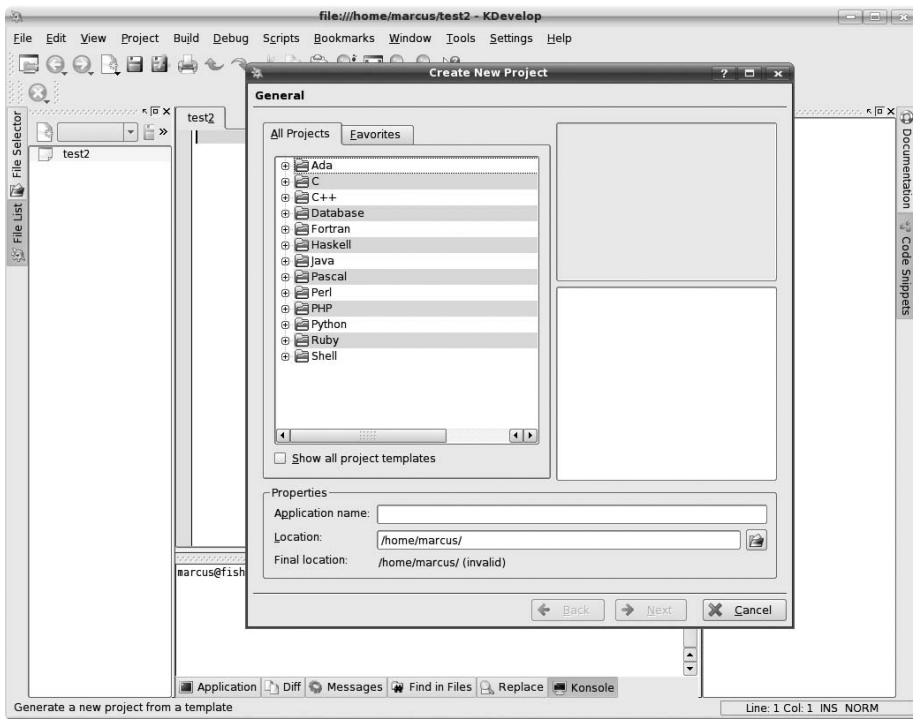 file:///home/marcus/test2 - KDevelop
File Edit View Project Build Debug Scripts Bookmarks Window Tools Settings Help
Create New Project
General
File Selector
File List
test2
test2
All Projects Favorites
Ada
C
C++
Database
Fortran
Haskell
Java
Pascal
Perl
PHP
Python
Ruby
Shell
Show all project templates
Properties
Application name:
Location: /home/marcus/
Final location: /home/marcus/ (invalid)
Back Next Cancel
marcus@fish
Documentation
Code Snippets
Application Diff Messages Find in Files Replace Konsole
Generate a new project from a template
Line: 1 Col: 1 INS NORM